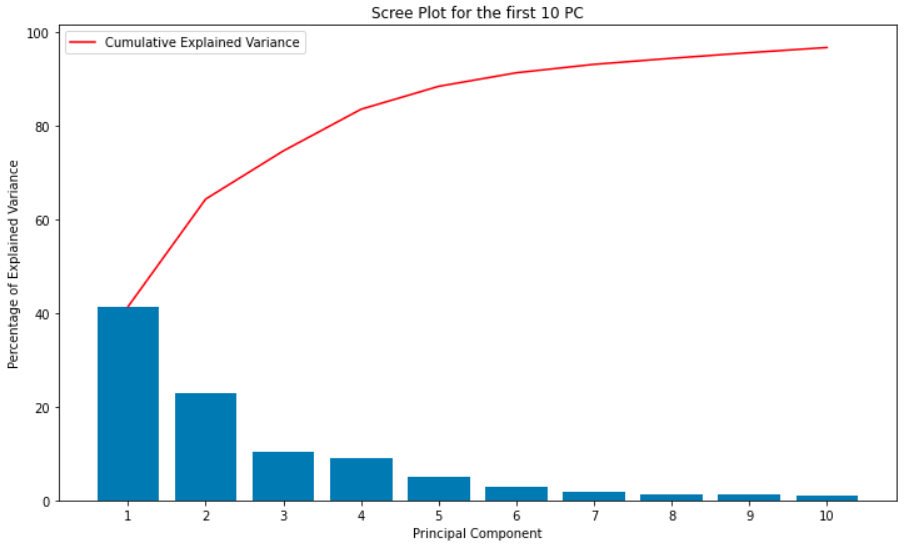 Scree Plot for the first 10 PC
Cumulative Explained Variance
100
80
60
40
20
0
Percentage of Explained Variance
1 2 3 4 5 6 7 8 9 10
Principal Component